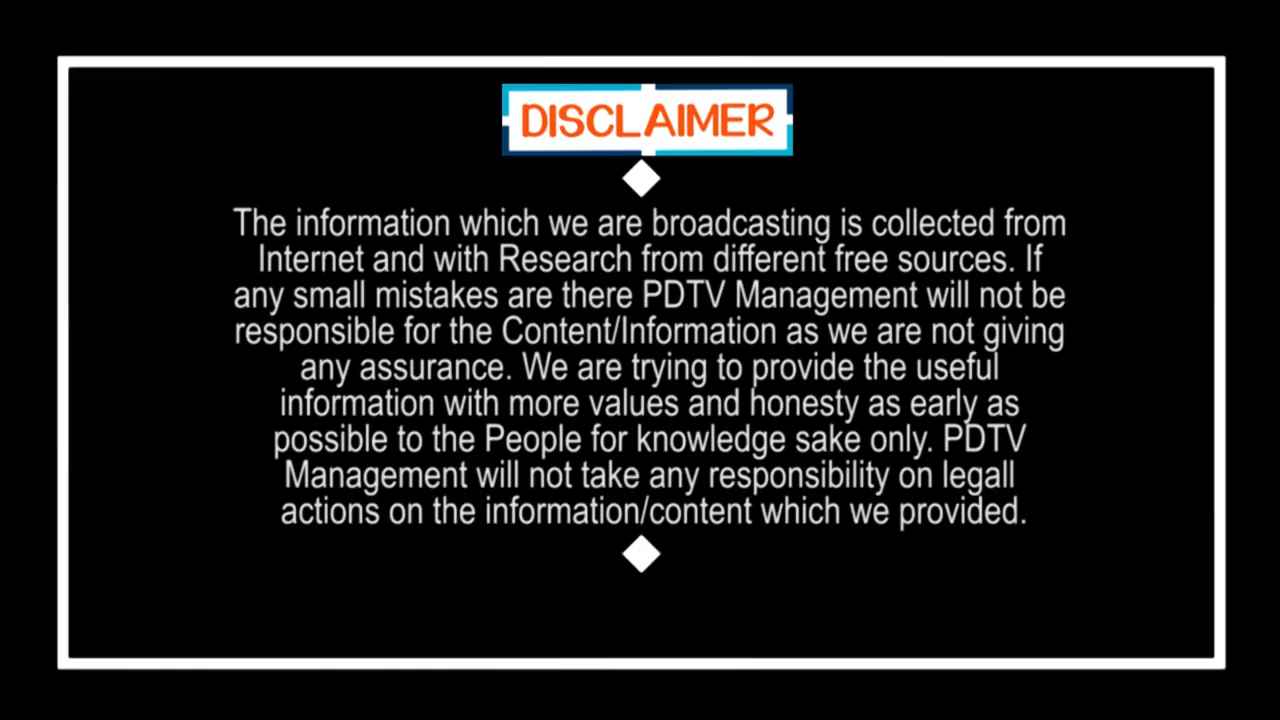 DISCLAIMER
The information which we are broadcasting is collected from
Internet and with Research from different free sources. If
any small mistakes are there PDTV Management will not be
responsible for the Content/Information as we are not giving
any assurance. We are trying to provide the useful
information with more values and honesty as early as
possible to the People for knowledge sake only. PDTV
Management will not take any responsibility on legall
actions on the information/content which we provided.